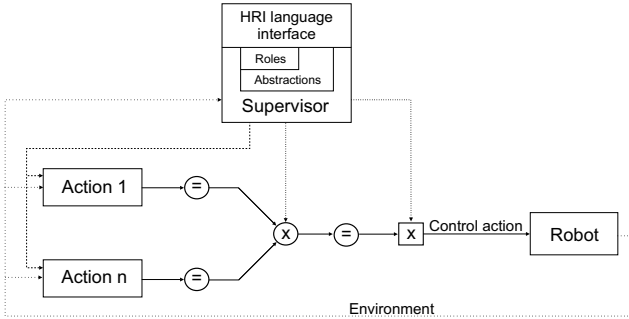 HRI language
interface
Roles
Abstractions
Supervisor
Action 1
=
x
=
x
Control action
Robot
Action n
=
Environment